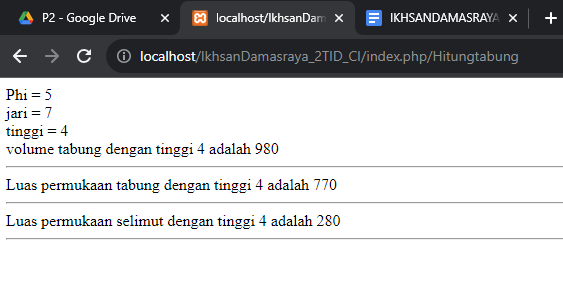 P2 - Google Drive
localhost/IkhsanDam
IKHSANDAMASRAYA
localhost/IkhsanDamasraya_2TID_CI/index.php/Hitungtabung
Phi = 5
jari = 7
tinggi = 4
volume tabung dengan tinggi 4 adalah 980
Luas permukaan tabung dengan tinggi 4 adalah 770
Luas permukaan selimut dengan tinggi 4 adalah 280